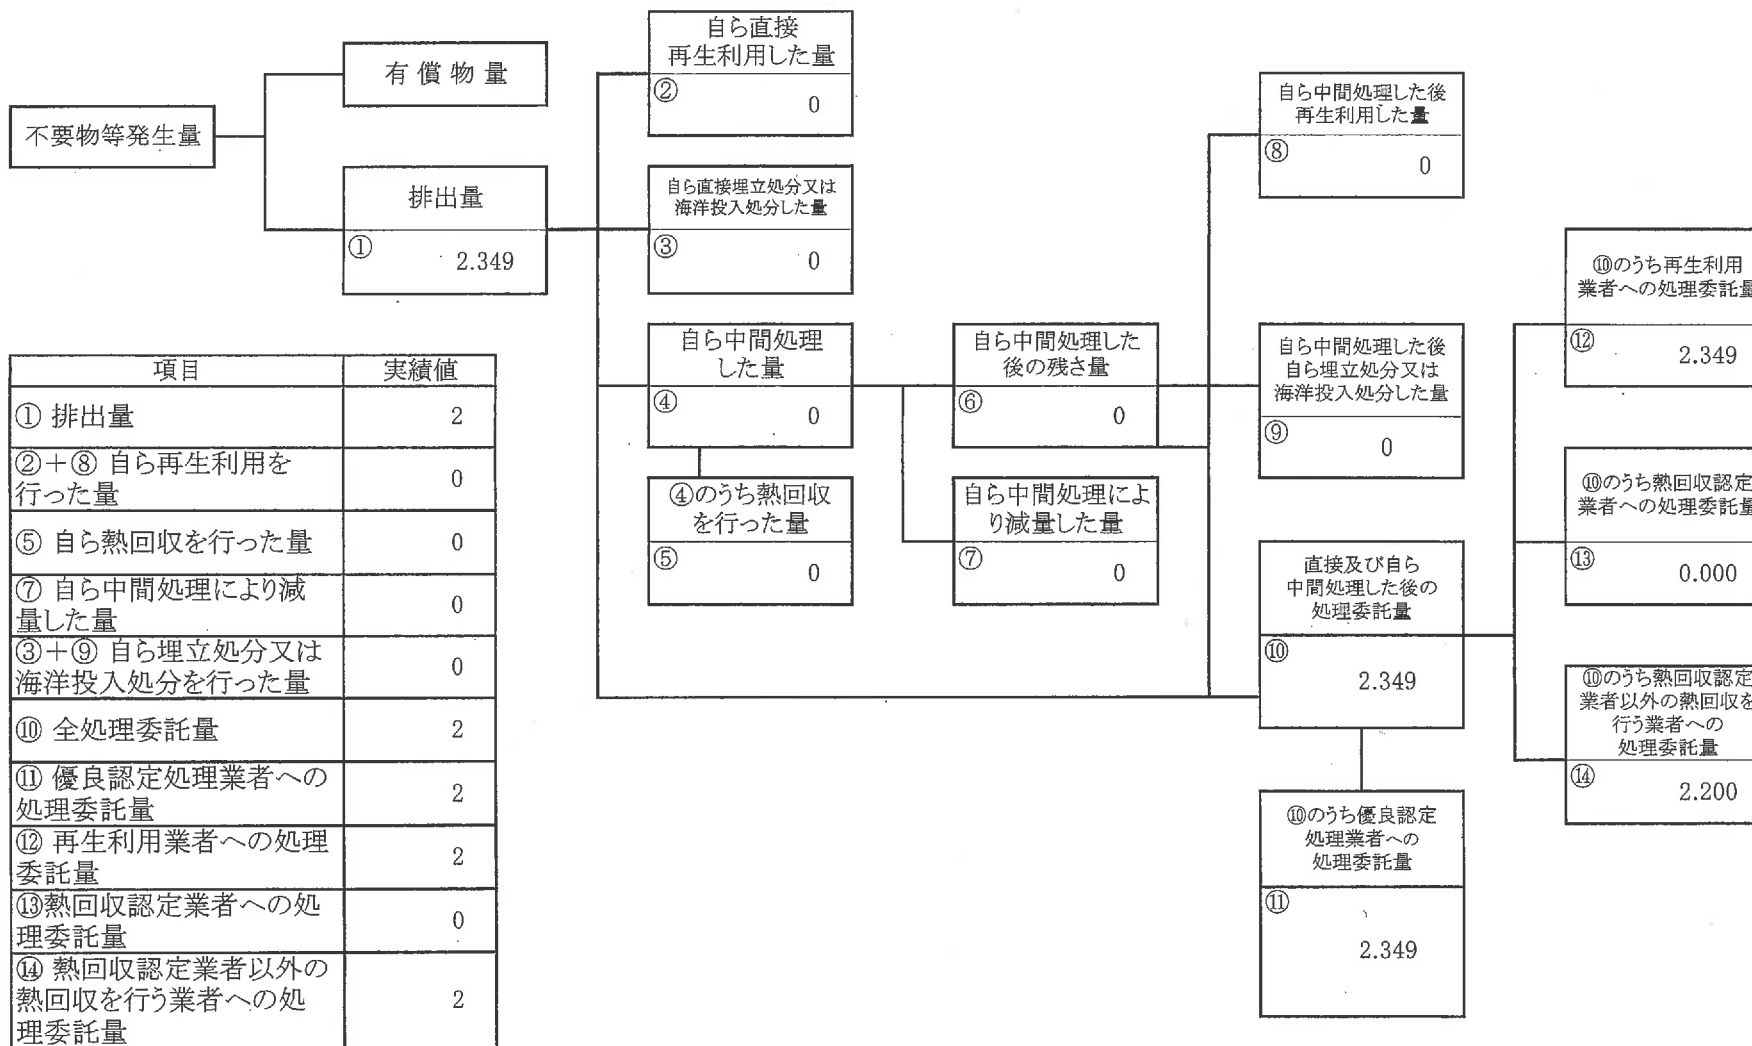 不要物等発生量
有償物量
排出量
①
2.349
自ら直接
再生利用した量
②
0
自ら直接埋立処分又は
海洋投入処分した量
③
0
自ら中間処理
した量
④
0
④のうち熱回収
を行った量
⑤
0
自ら中間処理した
後の残さ量
⑥
0
自ら中間処理によ
り減量した量
⑦
0
自ら中間処理した後
再生利用した量
⑧
0
自ら中間処理した後
自ら埋立処分又は
海洋投入処分した量
⑨
0
直接及び自ら
中間処理した後の
処理委託量
⑩
2.349
⑩のうち優良認定
処理業者への
処理委託量
⑪
2.349
⑩のうち再生利用
業者への処理委託量
⑫
2.349
⑩のうち熱回収認定
業者への処理委託量
⑬
0.000
⑩のうち熱回収認定
業者以外の熱回収を
行う業者への
処理委託量
⑭
2.200
項目 実績値
① 排出量 2
②+⑧ 自ら再生利用を
行った量 0
⑤ 自ら熱回収を行った量 0
⑦ 自ら中間処理により減
量した量 0
③+⑨ 自ら埋立処分又は
海洋投入処分を行った量 0
⑩ 全処理委託量 2
⑪ 優良認定処理業者への
処理委託量 2
⑫ 再生利用業者への処理
委託量 2
⑬熱回収認定業者への処
理委託量 0
⑭ 熱回収認定業者以外の
熱回収を行う業者への処
理委託量 2